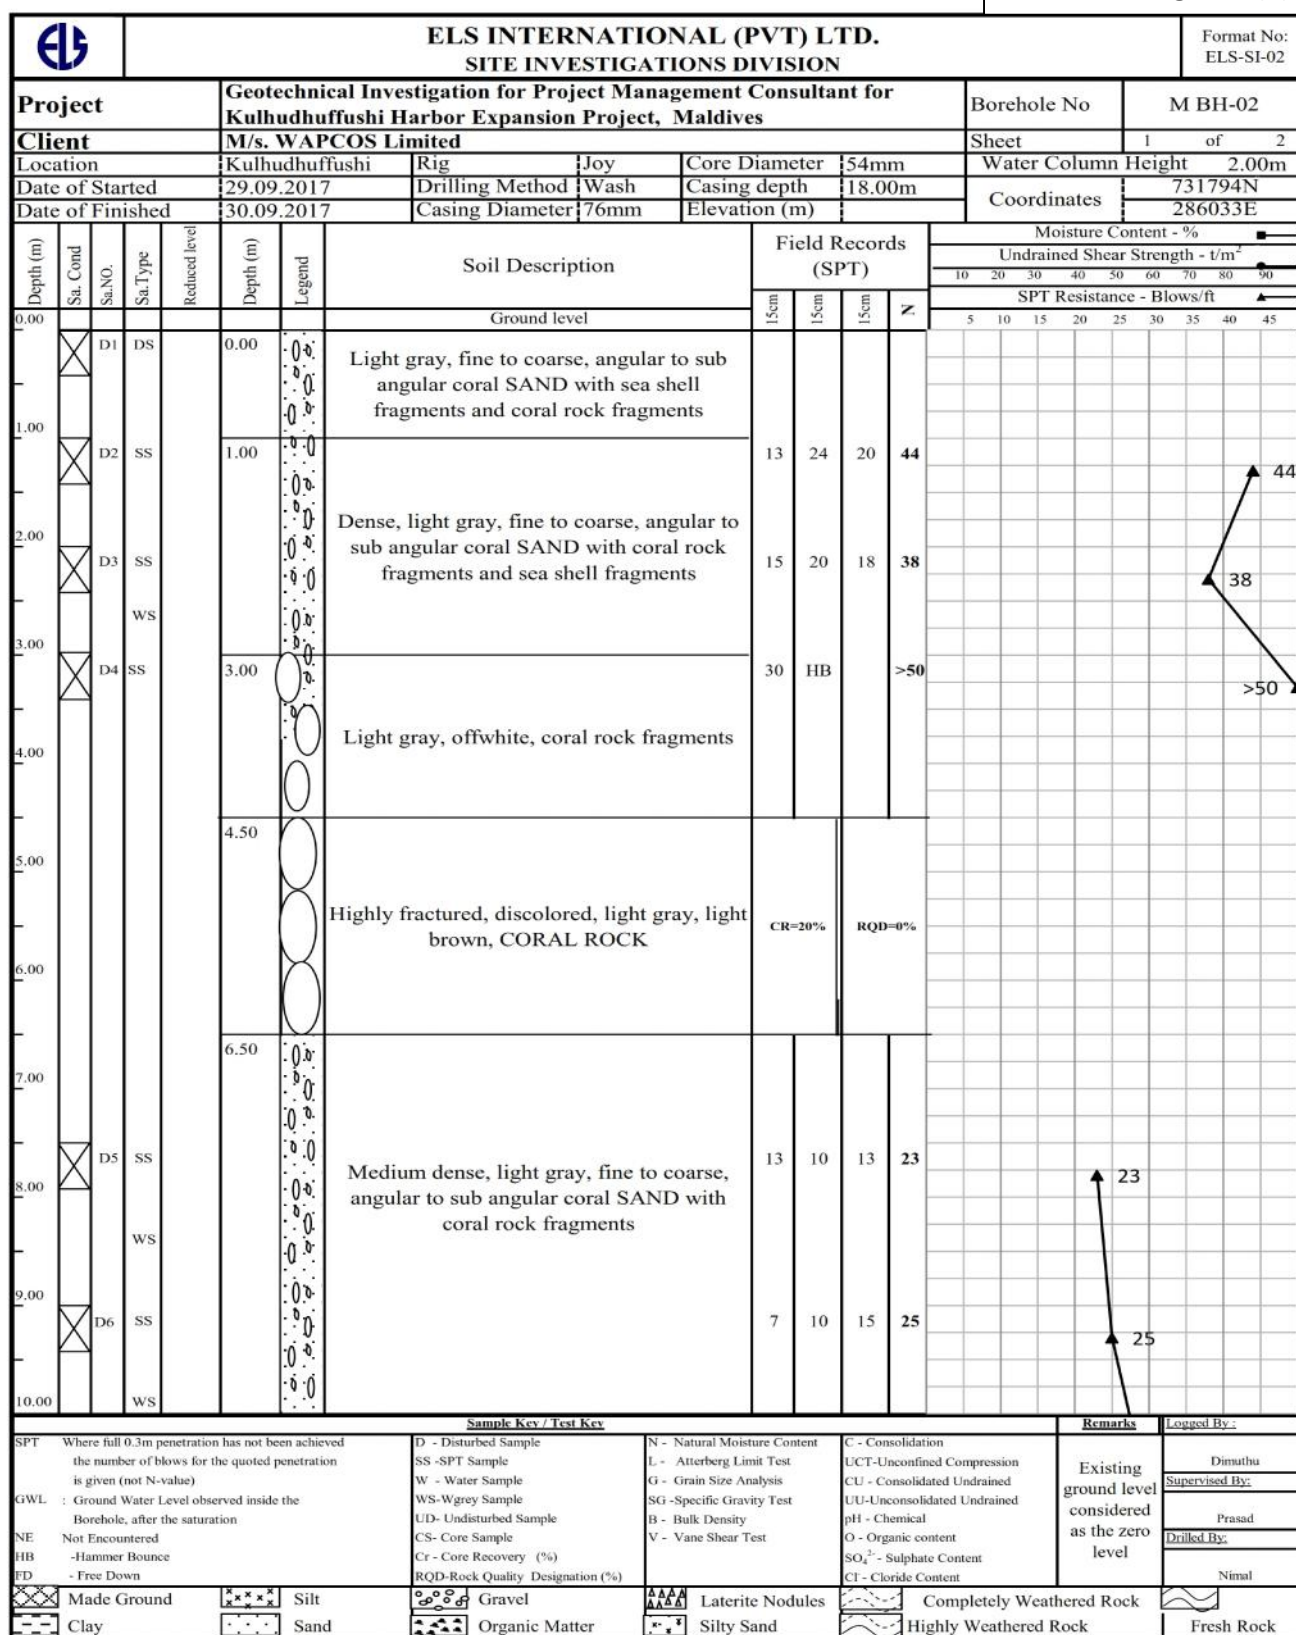 ELS
ELS INTERNATIONAL (PVT) LTD.
SITE INVESTIGATIONS DIVISION
Format No:
ELS-SI-02
Project
Geotechnical Investigation for Project Management Consultant for
Kulhudhuffushi Harbor Expansion Project, Maldives
Borehole No M BH-02
Client M/s. WAPCOS Limited Sheet 1 of 2
Location Kulhudhuffushi Rig Joy Core Diameter 54mm Water Column Height 2.00m
Date of Started 29.09.2017 Drilling Method Wash Casing depth 18.00m Coordinates 731794N
Date of Finished 30.09.2017 Casing Diameter 76mm Elevation (m) 286033E
Depth (m) Sa. Cond Sa.NO. Sa.Type Reduced level Depth (m) Legend Soil Description Field Records
(SPT)
15cm 15cm 15cm N
Moisture Content - %
Undrained Shear Strength - t/m²
10 20 30 40 50 60 70 80 90
SPT Resistance - Blows/ft
0.00 Ground level 5 10 15 20 25 30 35 40 45
D1 DS 0.00
Light gray, fine to coarse, angular to sub
angular coral SAND with sea shell
fragments and coral rock fragments
1.00
D2 SS 1.00 13 24 20 44
44
Dense, light gray, fine to coarse, angular to
sub angular coral SAND with coral rock
fragments and sea shell fragments
2.00
D3 SS 15 20 18 38
38
WS
3.00
D4 SS 3.00 30 HB >50
>50
Light gray, offwhite, coral rock fragments
4.00
4.50
5.00
Highly fractured, discolored, light gray, light
brown, CORAL ROCK
CR=20% RQD=0%
6.00
6.50
7.00
D5 SS 13 10 13 23
23
Medium dense, light gray, fine to coarse,
angular to sub angular coral SAND with
coral rock fragments
8.00
WS
9.00
D6 SS 7 10 15 25
25
10.00 WS
Sample Key / Test Key
SPT Where full 0.3m penetration has not been achieved
the number of blows for the quoted penetration
is given (not N-value)
GWL : Ground Water Level observed inside the
Borehole, after the saturation
NE Not Encountered
HB -Hammer Bounce
FD - Free Down
D - Disturbed Sample
SS -SPT Sample
W - Water Sample
WS-Wgrey Sample
UD- Undisturbed Sample
CS- Core Sample
Cr - Core Recovery (%)
RQD-Rock Quality Designation (%)
N - Natural Moisture Content
L - Atterberg Limit Test
G - Grain Size Analysis
SG -Specific Gravity Test
B - Bulk Density
V - Vane Shear Test
C - Consolidation
UCT-Unconfined Compression
CU - Consolidated Undrained
UU-Unconsolidated Undrained
pH - Chemical
O - Organic content
SO₄²⁻ - Sulphate Content
Cl⁻ - Cloride Content
Remarks
Existing
ground level
considered
as the zero
level
Logged By :
Dimuthu
Supervised By:
Prasad
Drilled By:
Nimal
Made Ground Silt Gravel Laterite Nodules Completely Weathered Rock
Clay Sand Organic Matter Silty Sand Highly Weathered Rock Fresh Rock